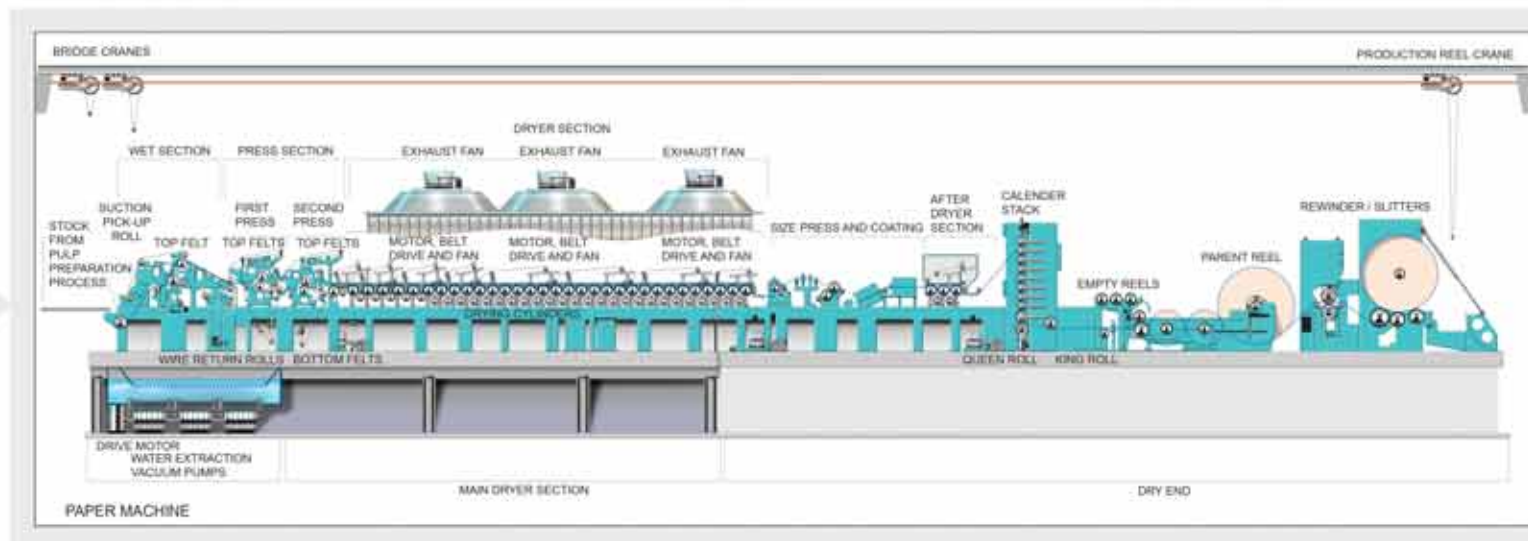 BRIDGE CRANES
PRODUCTION REEL CRANE
DRYER SECTION
WET SECTION
PRESS SECTION
EXHAUST FAN
EXHAUST FAN
EXHAUST FAN
STOCK
FROM
PULP
PREPARATION
PROCESS
SUCTION
PICK-UP
ROLL
TOP FELT
FIRST
PRESS
TOP FELTS
SECOND
PRESS
TOP FELTS
MOTOR, BELT
DRIVE AND FAN
MOTOR, BELT
DRIVE AND FAN
MOTOR, BELT
DRIVE AND FAN
SIZE PRESS AND COATING
AFTER
DRYER
SECTION
CALENDER
STACK
EMPTY REELS
PARENT REEL
REWINDER / SLITTERS
DRYING CYLINDERS
WIRE RETURN ROLLS
BOTTOM FELTS
QUEEN ROLL
KING ROLL
DRIVE MOTOR
WATER EXTRACTION
VACUUM PUMPS
MAIN DRYER SECTION
DRY END
PAPER MACHINE